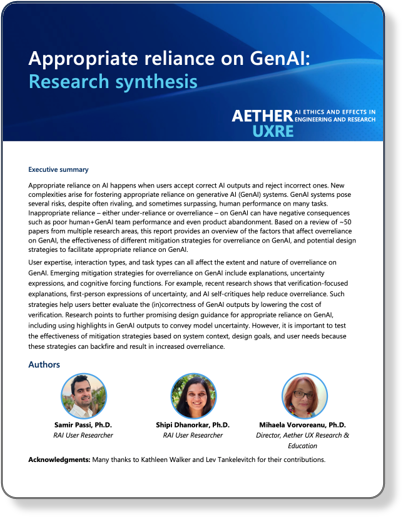 Appropriate reliance on GenAI:
Research synthesis
AETHER AI ETHICS AND EFFECTS IN
ENGINEERING AND RESEARCH
UXRE
Executive summary
Appropriate reliance on AI happens when users accept correct AI outputs and reject incorrect ones. New
complexities arise for fostering appropriate reliance on generative AI (GenAI) systems. GenAI systems pose
several risks, despite often rivaling, and sometimes surpassing, human performance on many tasks.
Inappropriate reliance – either under-reliance or overreliance – on GenAI can have negative consequences
such as poor human+GenAI team performance and even product abandonment. Based on a review of ~50
papers from multiple research areas, this report provides an overview of the factors that affect overreliance
on GenAI, the effectiveness of different mitigation strategies for overreliance on GenAI, and potential design
strategies to facilitate appropriate reliance on GenAI.
User expertise, interaction types, and task types can all affect the extent and nature of overreliance on
GenAI. Emerging mitigation strategies for overreliance on GenAI include explanations, uncertainty
expressions, and cognitive forcing functions. For example, recent research shows that verification-focused
explanations, first-person expressions of uncertainty, and AI self-critiques help reduce overreliance. Such
strategies help users better evaluate the (in)correctness of GenAI outputs by lowering the cost of
verification. Research points to further promising design guidance for appropriate reliance on GenAI,
including using highlights in GenAI outputs to convey model uncertainty. However, it is important to test
the effectiveness of mitigation strategies based on system context, design goals, and user needs because
these strategies can backfire and result in increased overreliance.
Authors
Samir Passi, Ph.D.
RAI User Researcher
Shipi Dhanorkar, Ph.D.
RAI User Researcher
Mihaela Vorvoreanu, Ph.D.
Director, Aether UX Research &
Education
Acknowledgments: Many thanks to Kathleen Walker and Lev Tankelevitch for their contributions.